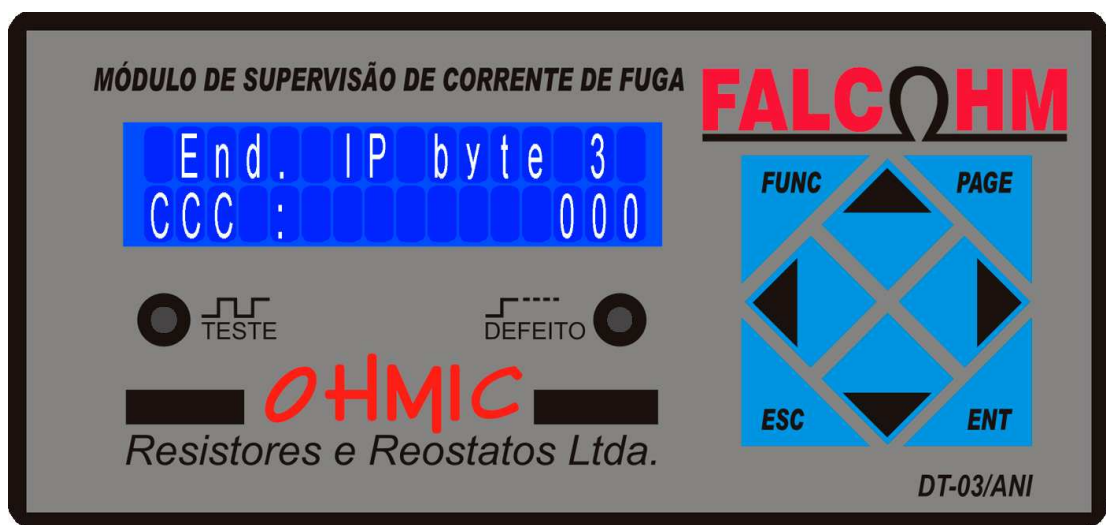 MÓDULO DE SUPERVISÃO DE CORRENTE DE FUGA
FALCΩHM
End. IP byte 3
CCC : 000
FUNC
PAGE
TESTE
DEFEITO
OHMIC
Resistores e Reostatos Ltda.
ESC
ENT
DT-03/ANI